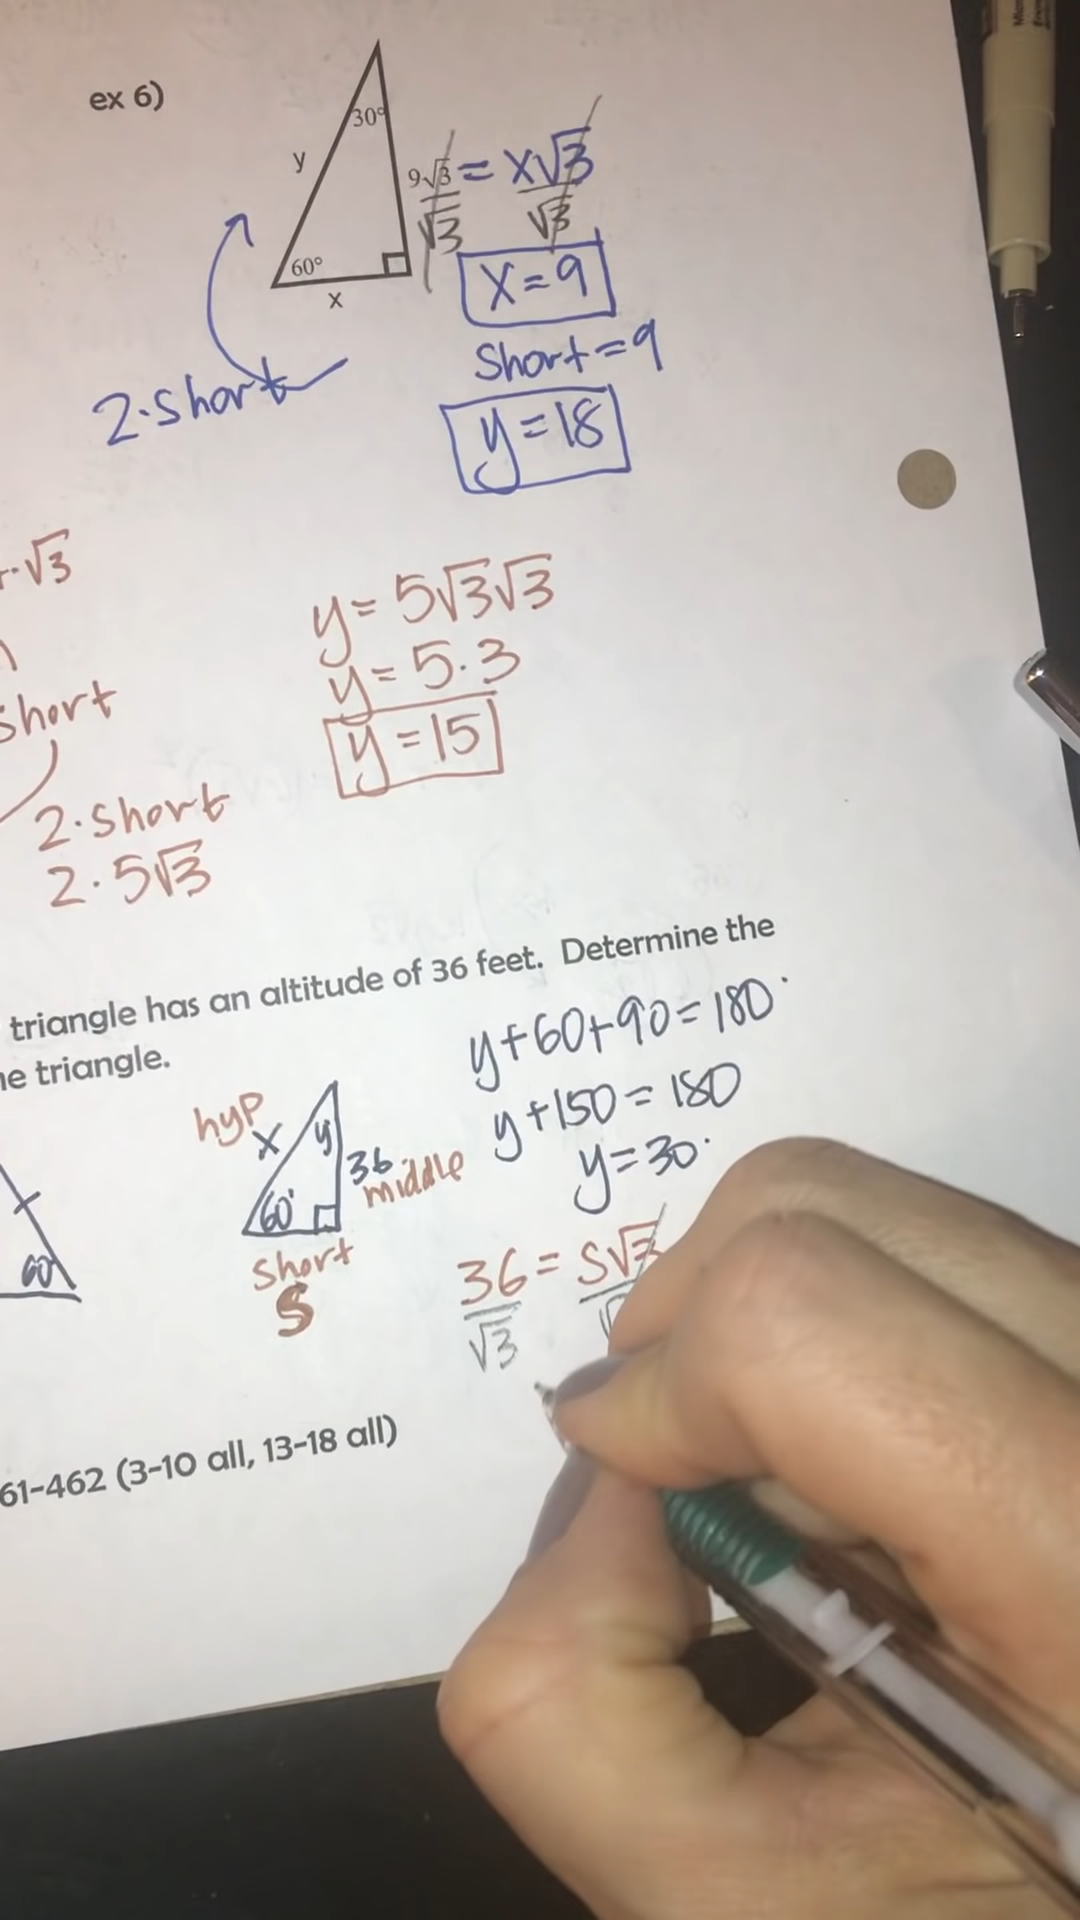 ex 6)
30°
y
9√3 = x√3
√3 √3
60°
x
x = 9
Short = 9
2·Short
y = 18
·√3
y = 5√3√3
y = 5·3
short
y = 15
2·short
2·5√3
triangle has an altitude of 36 feet. Determine the
triangle.
y+60+90=180°
hyp
x
y
y+150=180
36
middle
y=30°
60°
60
short
S
36 = S√3
√3
61-462 (3-10 all, 13-18 all)